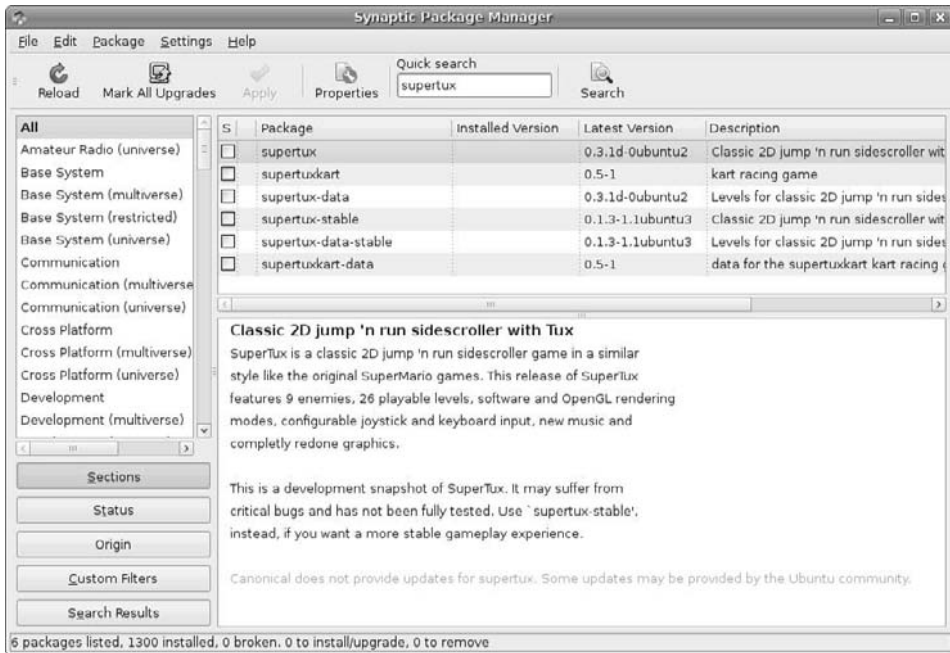 Synaptic Package Manager
File Edit Package Settings Help
Quick search
Reload Mark All Upgrades Apply Properties supertux Search
All
Amateur Radio (universe)
Base System
Base System (multiverse)
Base System (restricted)
Base System (universe)
Communication
Communication (multiverse
Communication (universe)
Cross Platform
Cross Platform (multiverse)
Cross Platform (universe)
Development
Development (multiverse)
Sections
Status
Origin
Custom Filters
Search Results
S Package Installed Version Latest Version Description
supertux 0.3.1d-0ubuntu2 Classic 2D jump 'n run sidescroller wit
supertuxkart 0.5-1 kart racing game
supertux-data 0.3.1d-0ubuntu2 Levels for classic 2D jump 'n run sides
supertux-stable 0.1.3-1.1ubuntu3 Classic 2D jump 'n run sidescroller wit
supertux-data-stable 0.1.3-1.1ubuntu3 Levels for classic 2D jump 'n run sides
supertuxkart-data 0.5-1 data for the supertuxkart kart racing
Classic 2D jump 'n run sidescroller with Tux
SuperTux is a classic 2D jump 'n run sidescroller game in a similar
style like the original SuperMario games. This release of SuperTux
features 9 enemies, 26 playable levels, software and OpenGL rendering
modes, configurable joystick and keyboard input, new music and
completly redone graphics.
This is a development snapshot of SuperTux. It may suffer from
critical bugs and has not been fully tested. Use `supertux-stable',
instead, if you want a more stable gameplay experience.
Canonical does not provide updates for supertux. Some updates may be provided by the Ubuntu community.
6 packages listed, 1300 installed, 0 broken. 0 to install/upgrade, 0 to remove